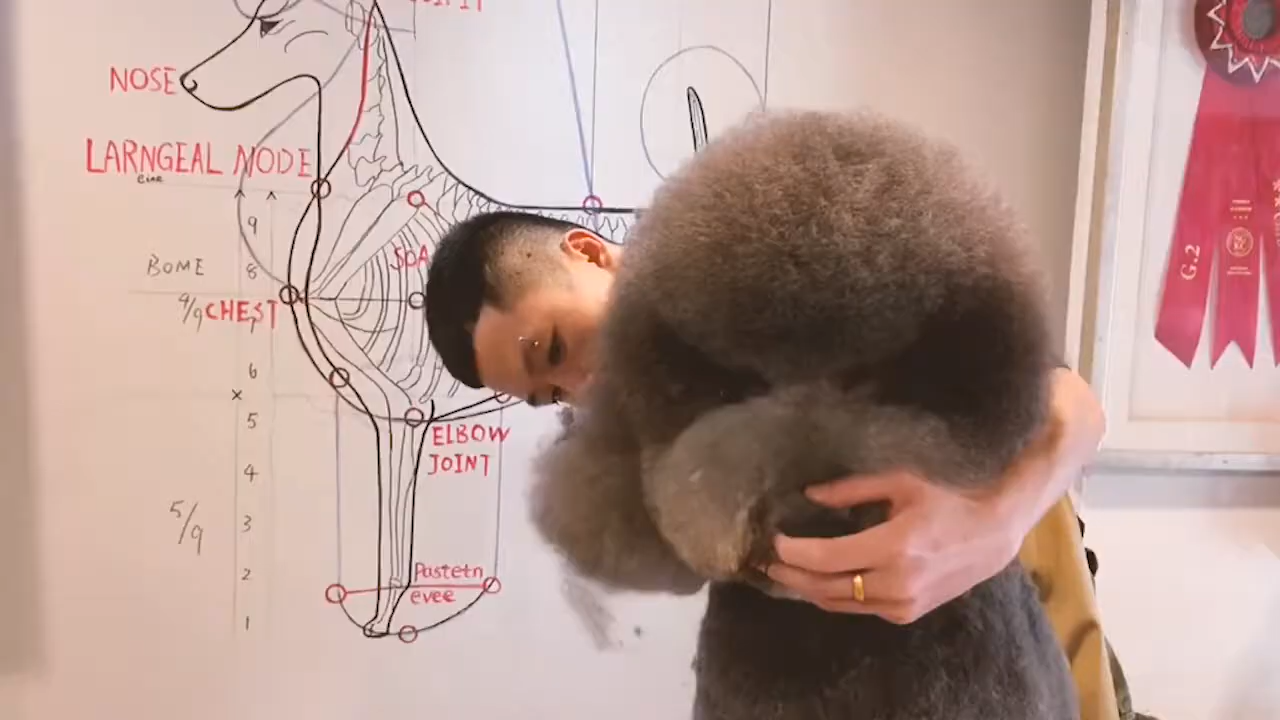 NOSE
LARNGEAL NODE
9
BOME
8
SPA
4/9 CHEST
7
6
x
5
ELBOW
JOINT
4
5/9
3
2
Pastetn
evee
1
G.2